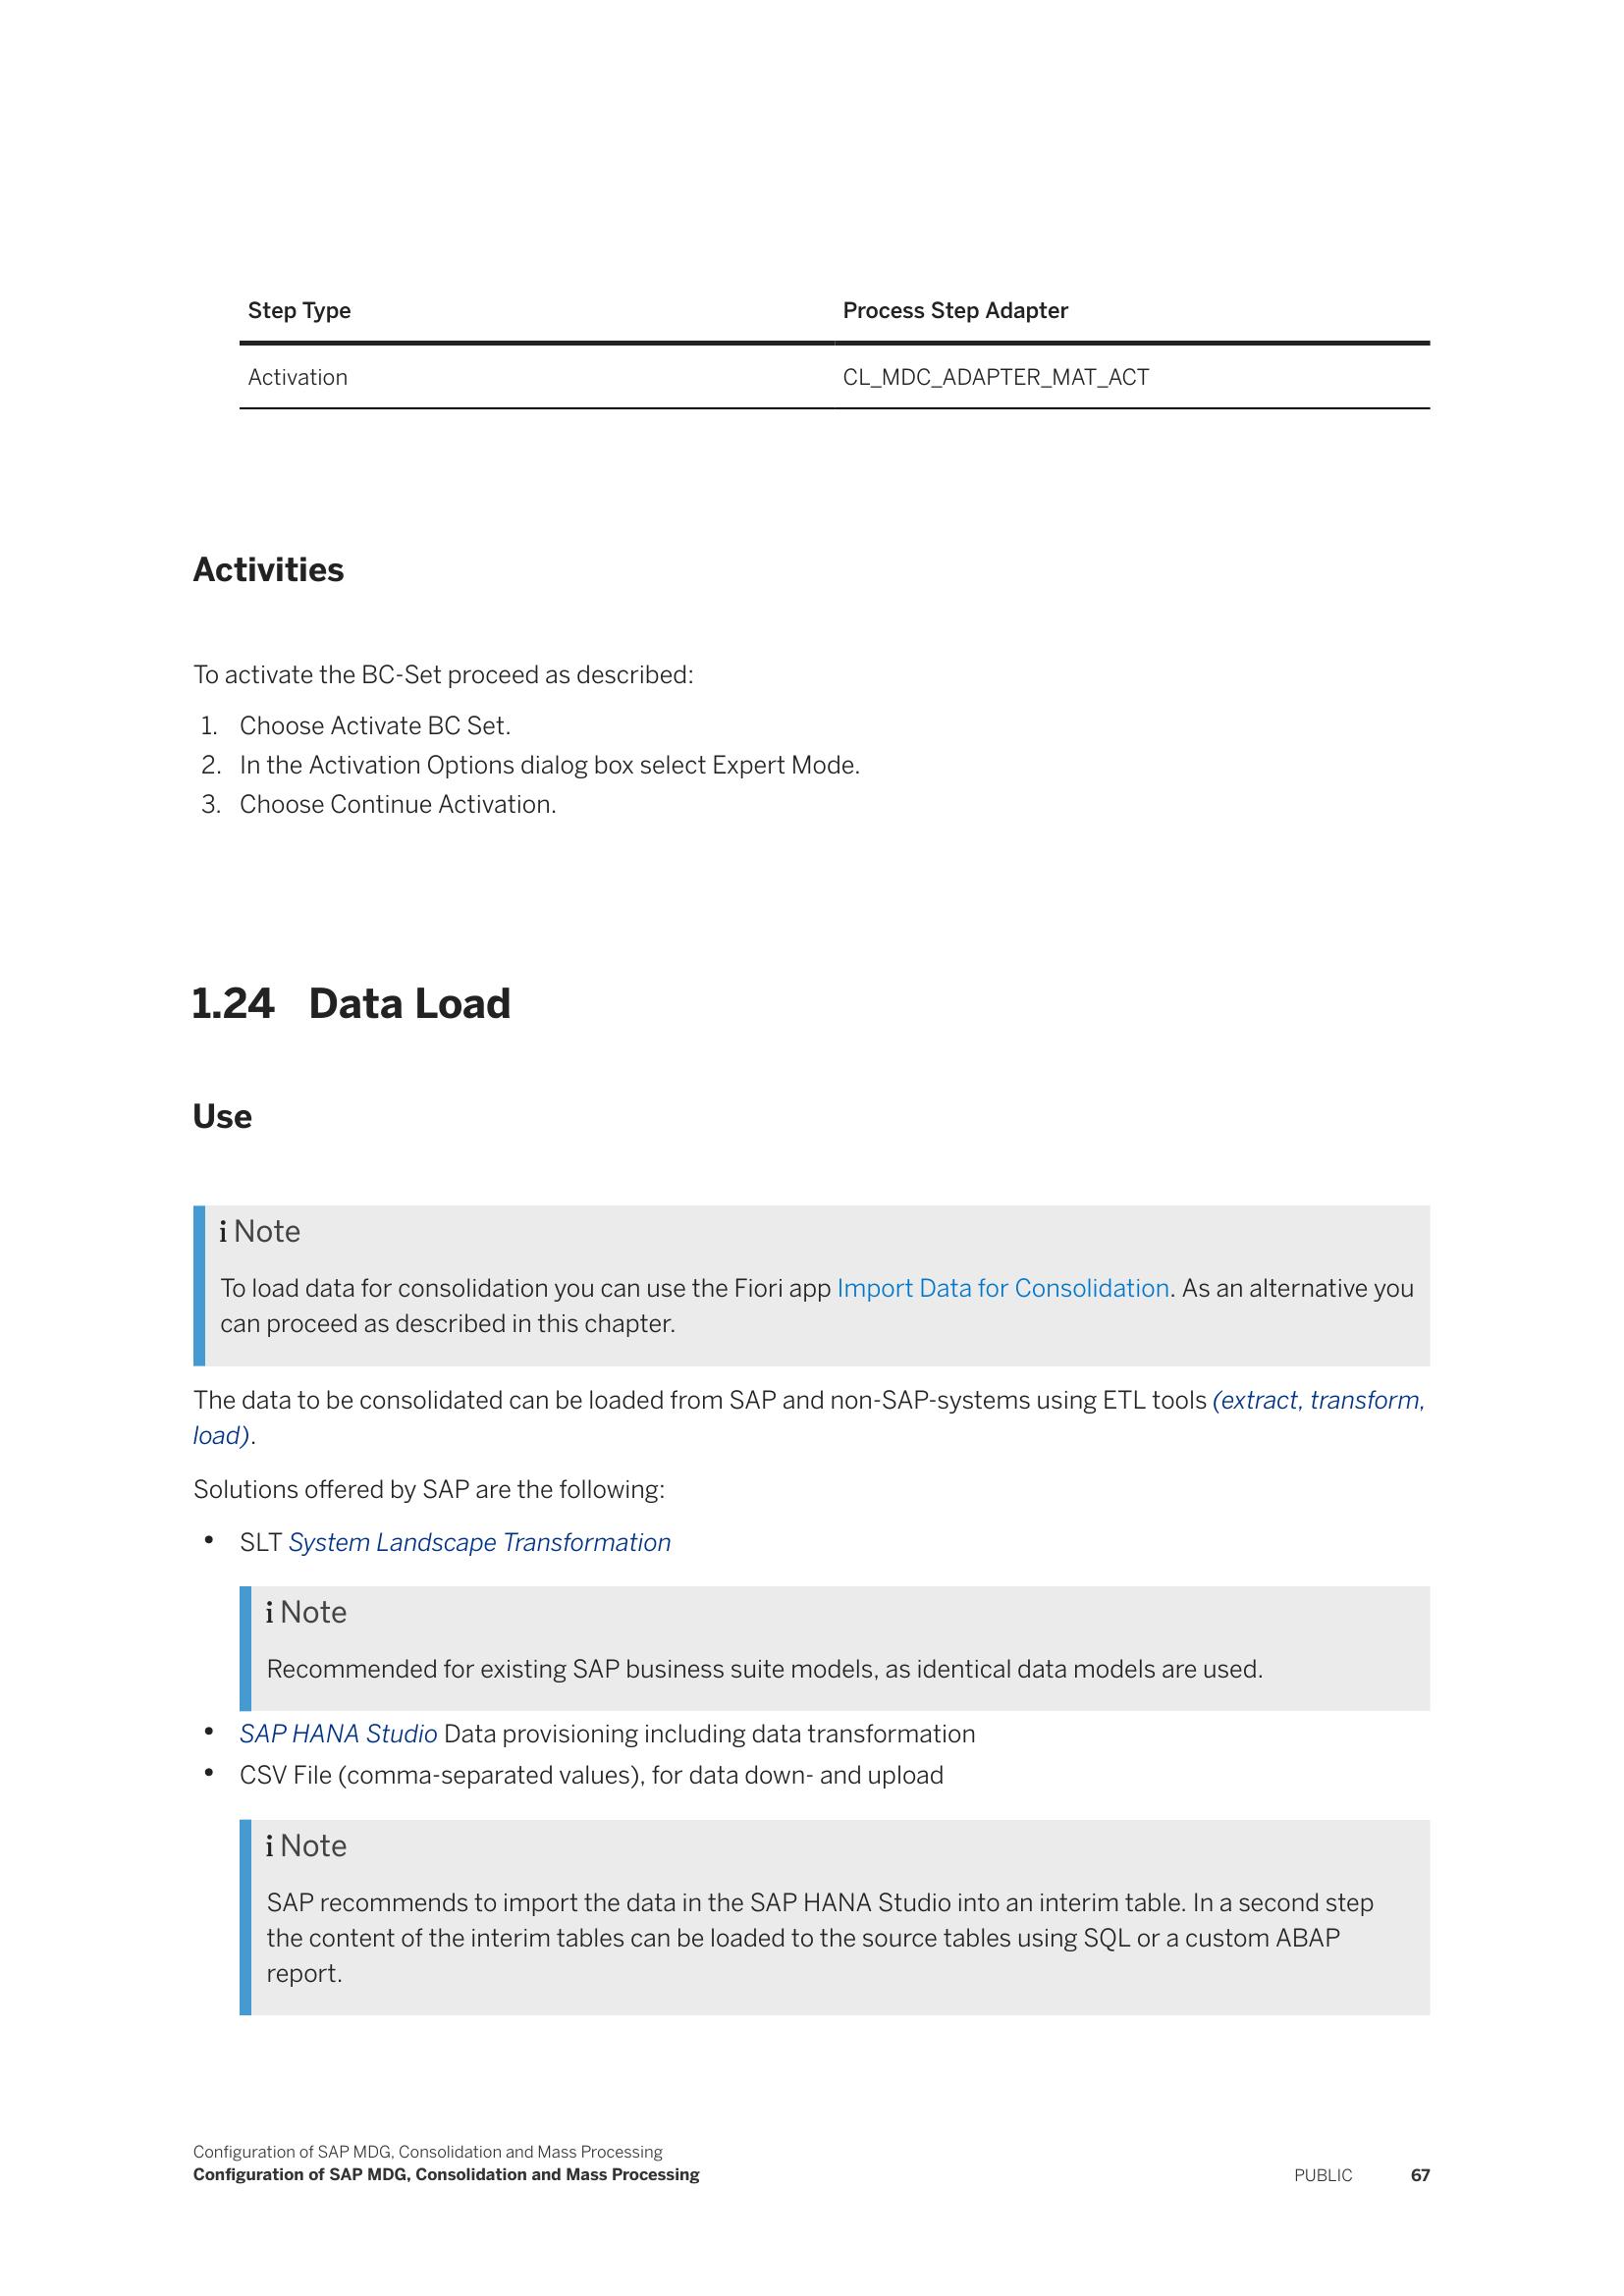 Step Type Process Step Adapter
Activation CL_MDC_ADAPTER_MAT_ACT
Activities
To activate the BC-Set proceed as described:
1. Choose Activate BC Set.
2. In the Activation Options dialog box select Expert Mode.
3. Choose Continue Activation.
1.24 Data Load
Use
i Note
To load data for consolidation you can use the Fiori app Import Data for Consolidation. As an alternative you
can proceed as described in this chapter.
The data to be consolidated can be loaded from SAP and non-SAP-systems using ETL tools (extract, transform,
load).
Solutions offered by SAP are the following:
• SLT System Landscape Transformation
i Note
Recommended for existing SAP business suite models, as identical data models are used.
• SAP HANA Studio Data provisioning including data transformation
• CSV File (comma-separated values), for data down- and upload
i Note
SAP recommends to import the data in the SAP HANA Studio into an interim table. In a second step
the content of the interim tables can be loaded to the source tables using SQL or a custom ABAP
report.
Configuration of SAP MDG, Consolidation and Mass Processing
Configuration of SAP MDG, Consolidation and Mass Processing PUBLIC 67